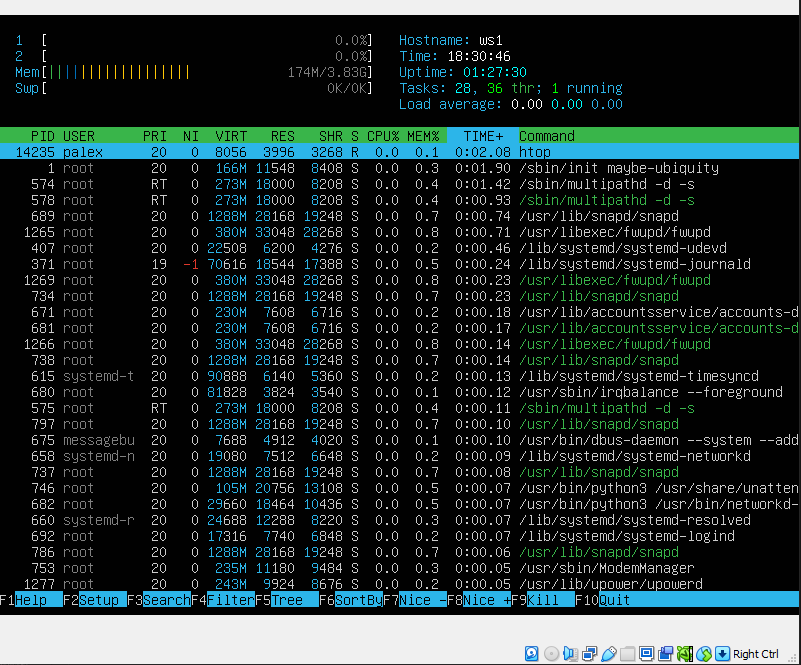 1 [ 0.0%] Hostname: ws1
2 [ 0.0%] Time: 18:30:46
Mem[||||||||||||||||||| 174M/3.83G] Uptime: 01:27:30
Swp[ 0K/0K] Tasks: 28, 36 thr; 1 running
Load average: 0.00 0.00 0.00
PID USER PRI NI VIRT RES SHR S CPU% MEM% TIME+ Command
14235 palex 20 0 8056 3996 3268 R 0.0 0.1 0:02.08 htop
1 root 20 0 166M 11548 8408 S 0.0 0.3 0:01.90 /sbin/init maybe-ubiquity
574 root RT 0 273M 18000 8208 S 0.0 0.4 0:01.42 /sbin/multipathd -d -s
578 root RT 0 273M 18000 8208 S 0.0 0.4 0:00.93 /sbin/multipathd -d -s
689 root 20 0 1288M 28168 19248 S 0.0 0.7 0:00.74 /usr/lib/snapd/snapd
1265 root 20 0 380M 33048 28268 S 0.0 0.8 0:00.71 /usr/libexec/fwupd/fwupd
407 root 20 0 22508 6200 4276 S 0.0 0.2 0:00.46 /lib/systemd/systemd-udevd
371 root 19 -1 70616 18544 17388 S 0.0 0.5 0:00.24 /lib/systemd/systemd-journald
1269 root 20 0 380M 33048 28268 S 0.0 0.8 0:00.23 /usr/libexec/fwupd/fwupd
734 root 20 0 1288M 28168 19248 S 0.0 0.7 0:00.23 /usr/lib/snapd/snapd
671 root 20 0 230M 7608 6716 S 0.0 0.2 0:00.18 /usr/lib/accountsservice/accounts-d
681 root 20 0 230M 7608 6716 S 0.0 0.2 0:00.17 /usr/lib/accountsservice/accounts-d
1266 root 20 0 380M 33048 28268 S 0.0 0.8 0:00.14 /usr/libexec/fwupd/fwupd
738 root 20 0 1288M 28168 19248 S 0.0 0.7 0:00.14 /usr/lib/snapd/snapd
615 systemd-t 20 0 90888 6140 5360 S 0.0 0.2 0:00.13 /lib/systemd/systemd-timesyncd
680 root 20 0 81828 3824 3540 S 0.0 0.1 0:00.12 /usr/sbin/irqbalance --foreground
575 root RT 0 273M 18000 8208 S 0.0 0.4 0:00.11 /sbin/multipathd -d -s
797 root 20 0 1288M 28168 19248 S 0.0 0.7 0:00.10 /usr/lib/snapd/snapd
675 messagebu 20 0 7688 4912 4020 S 0.0 0.1 0:00.10 /usr/bin/dbus-daemon --system --add
658 systemd-n 20 0 19080 7512 6648 S 0.0 0.2 0:00.09 /lib/systemd/systemd-networkd
737 root 20 0 1288M 28168 19248 S 0.0 0.7 0:00.08 /usr/lib/snapd/snapd
746 root 20 0 105M 20756 13108 S 0.0 0.5 0:00.07 /usr/bin/python3 /usr/share/unatten
682 root 20 0 29660 18464 10436 S 0.0 0.5 0:00.07 /usr/bin/python3 /usr/bin/networkd-
660 systemd-r 20 0 24688 12288 8220 S 0.0 0.3 0:00.07 /lib/systemd/systemd-resolved
692 root 20 0 17316 7740 6848 S 0.0 0.2 0:00.07 /lib/systemd/systemd-logind
786 root 20 0 1288M 28168 19248 S 0.0 0.7 0:00.06 /usr/lib/snapd/snapd
753 root 20 0 235M 11180 9484 S 0.0 0.3 0:00.05 /usr/sbin/ModemManager
1277 root 20 0 243M 9924 8676 S 0.0 0.2 0:00.05 /usr/lib/upower/upowerd
F1Help F2Setup F3SearchF4FilterF5Tree F6SortByF7Nice -F8Nice +F9Kill F10Quit
Right Ctrl